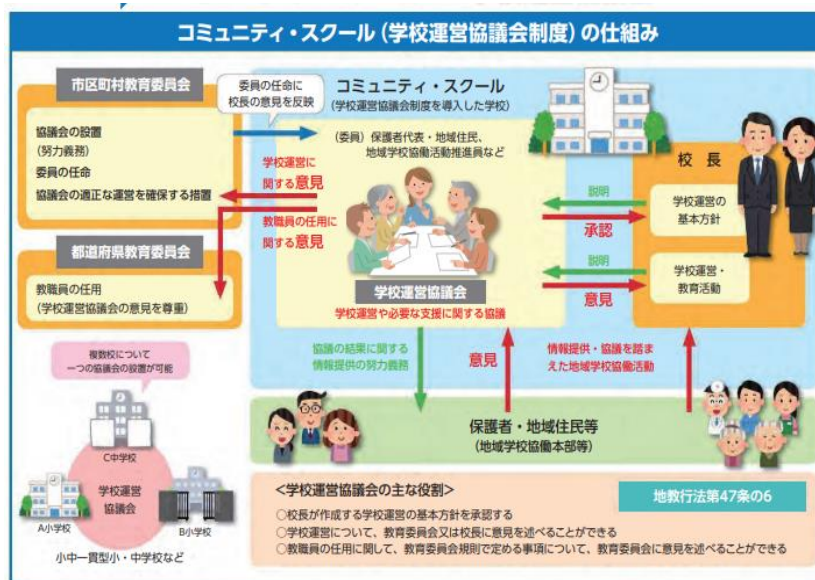 コミュニティ・スクール（学校運営協議会制度）の仕組み
市区町村教育委員会
協議会の設置
（努力義務）
委員の任命
協議会の適正な運営を確保する措置
委員の任命に
校長の意見を反映
コミュニティ・スクール
（学校運営協議会制度を導入した学校）
（委員）保護者代表・地域住民、
地域学校協働活動推進員など
学校運営に
関する意見
教職員の任用に
関する意見
都道府県教育委員会
教職員の任用
（学校運営協議会の意見を尊重）
学校運営協議会
学校運営や必要な支援に関する協議
校長
説明
承認
学校運営の
基本方針
説明
意見
学校運営・
教育活動
協議の結果に関する
情報提供の努力義務
意見
情報提供・協議を踏ま
えた地域学校協働活動
保護者・地域住民等
（地域学校協働本部等）
複数校について
一つの協議会の設置が可能
C中学校
学校運営
協議会
A小学校
B小学校
小中一貫型小・中学校など
＜学校運営協議会の主な役割＞
地教行法第47条の6
○校長が作成する学校運営の基本方針を承認する
○学校運営について、教育委員会又は校長に意見を述べることができる
○教職員の任用に関して、教育委員会規則で定める事項について、教育委員会に意見を述べることができる